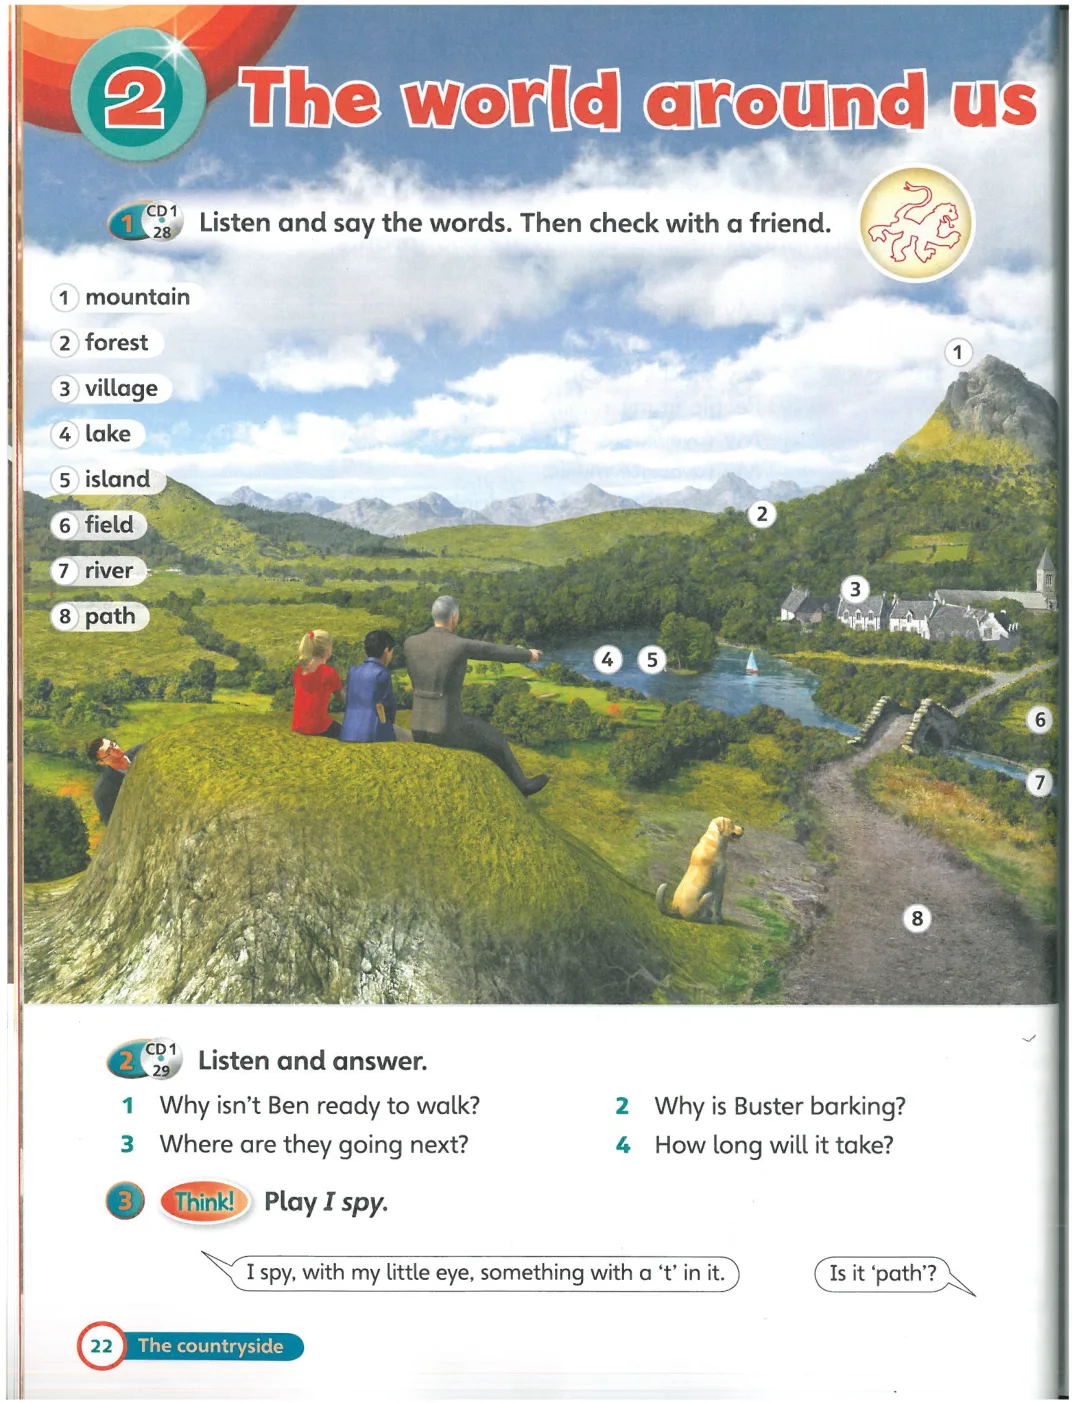 2 The world around us
1 CD1 28 Listen and say the words. Then check with a friend.
1 mountain
2 forest
3 village
4 lake
5 island
6 field
7 river
8 path
1
2
3
4 5
6
7
8
2 CD1 29 Listen and answer.
1 Why isn't Ben ready to walk? 2 Why is Buster barking?
3 Where are they going next? 4 How long will it take?
3 Think! Play I spy.
I spy, with my little eye, something with a 't' in it. Is it 'path'?
22 The countryside